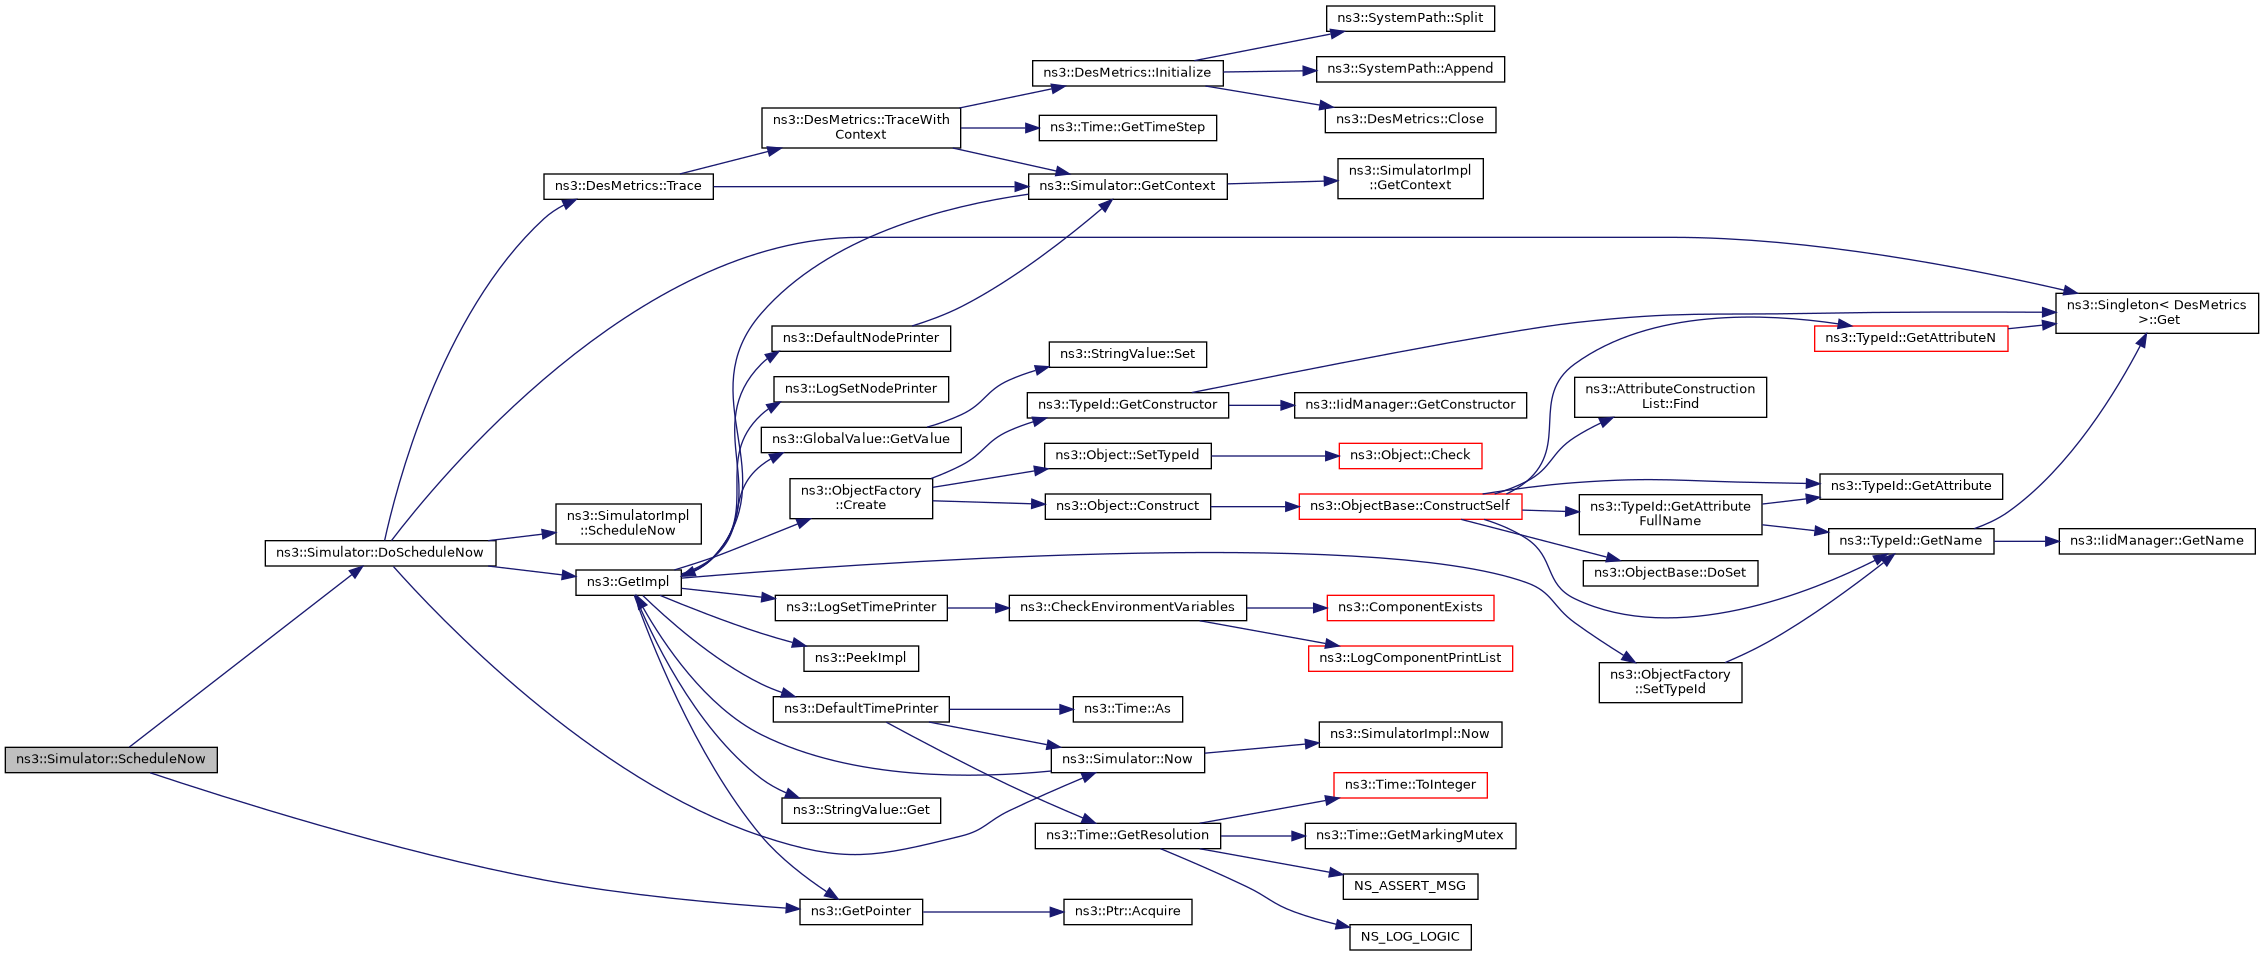 ns3::SystemPath::Split
ns3::DesMetrics::Initialize
ns3::SystemPath::Append
ns3::DesMetrics::TraceWith
Context
ns3::Time::GetTimeStep
ns3::DesMetrics::Close
ns3::DesMetrics::Trace
ns3::Simulator::GetContext
ns3::SimulatorImpl
::GetContext
ns3::Singleton< DesMetrics
>::Get
ns3::DefaultNodePrinter
ns3::StringValue::Set
ns3::TypeId::GetAttributeN
ns3::LogSetNodePrinter
ns3::TypeId::GetConstructor
ns3::IidManager::GetConstructor
ns3::AttributeConstruction
List::Find
ns3::GlobalValue::GetValue
ns3::Object::SetTypeId
ns3::Object::Check
ns3::ObjectFactory
::Create
ns3::Object::Construct
ns3::ObjectBase::ConstructSelf
ns3::TypeId::GetAttribute
FullName
ns3::TypeId::GetAttribute
ns3::SimulatorImpl
::ScheduleNow
ns3::Simulator::DoScheduleNow
ns3::TypeId::GetName
ns3::IidManager::GetName
ns3::GetImpl
ns3::ObjectBase::DoSet
ns3::LogSetTimePrinter
ns3::CheckEnvironmentVariables
ns3::ComponentExists
ns3::PeekImpl
ns3::LogComponentPrintList
ns3::ObjectFactory
::SetTypeId
ns3::DefaultTimePrinter
ns3::Time::As
ns3::Simulator::ScheduleNow
ns3::Simulator::Now
ns3::SimulatorImpl::Now
ns3::StringValue::Get
ns3::Time::ToInteger
ns3::Time::GetResolution
ns3::Time::GetMarkingMutex
NS_ASSERT_MSG
ns3::GetPointer
ns3::Ptr::Acquire
NS_LOG_LOGIC